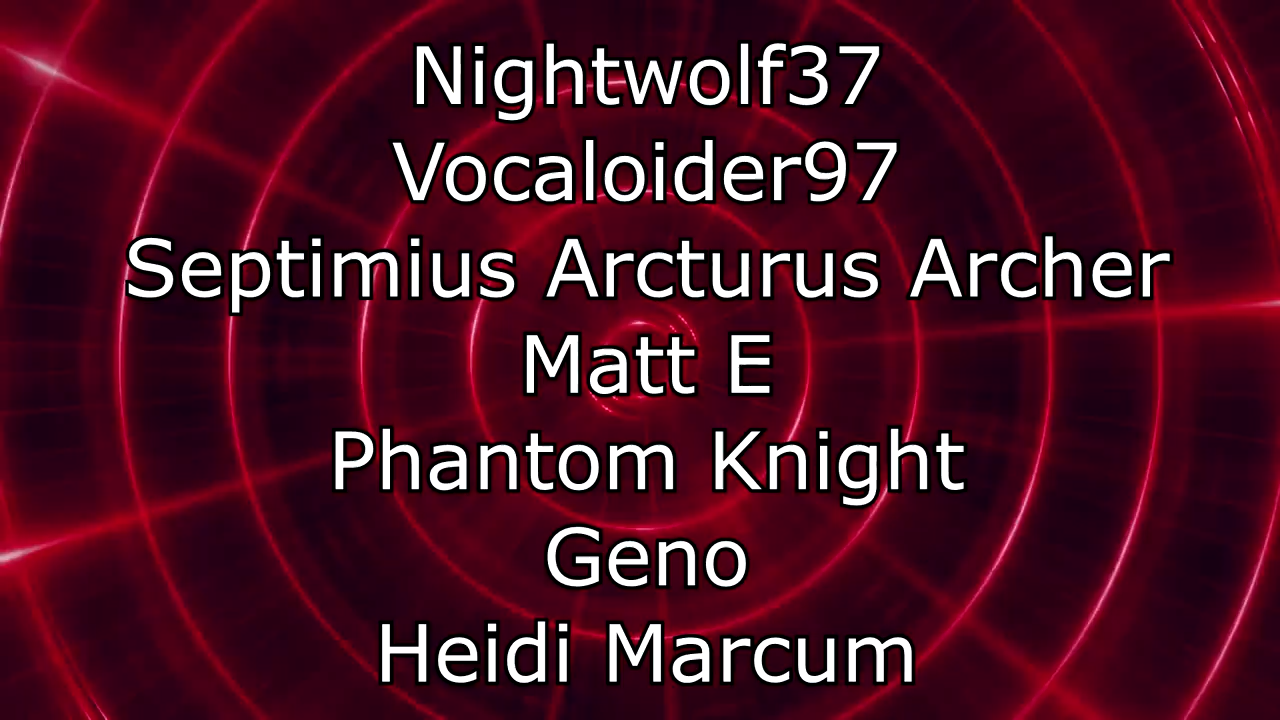 Nightwolf37
Vocaloider97
Septimius Arcturus Archer
Matt E
Phantom Knight
Geno
Heidi Marcum